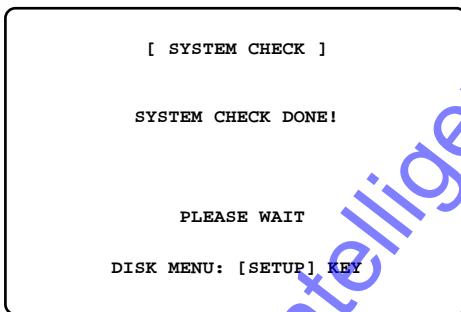 [ SYSTEM CHECK ]
SYSTEM CHECK DONE!
PLEASE WAIT
DISK MENU: [SETUP] KEY